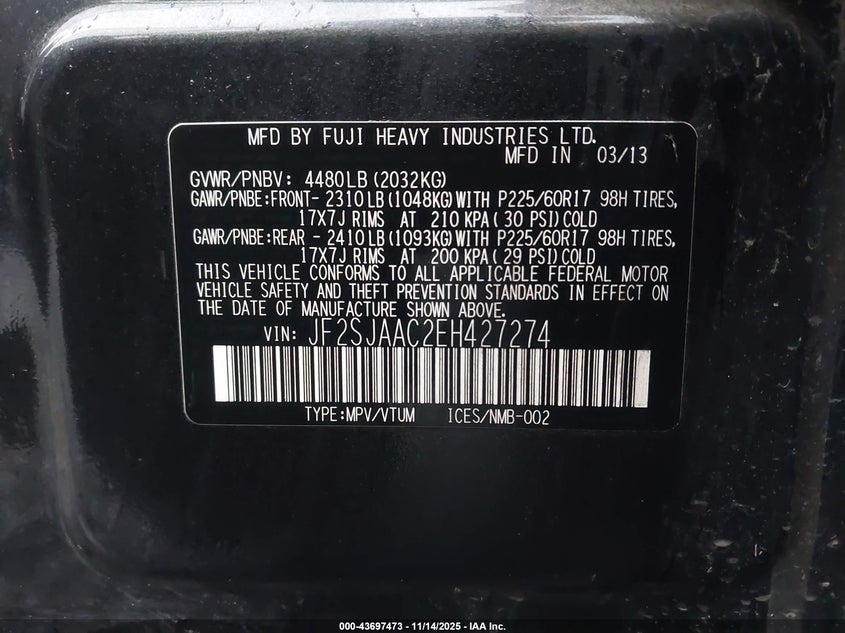 MFD BY FUJI HEAVY INDUSTRIES LTD.
MFD IN 03/13
GVWR/PNBV: 4480LB (2032KG)
GAWR/PNBE:FRONT- 2310LB (1048KG) WITH P225/60R17 98H TIRES,
17X7J RIMS AT 210 KPA ( 30 PSI) COLD
GAWR/PNBE:REAR - 2410LB (1093KG) WITH P225/60R17 98H TIRES,
17X7J RIMS AT 200 KPA ( 29 PSI) COLD
THIS VEHICLE CONFORMS TO ALL APPLICABLE FEDERAL MOTOR
VEHICLE SAFETY AND THEFT PREVENTION STANDARDS IN EFFECT ON
THE DATE OF MANUFACTURE SHOWN ABOVE.
VIN: JF2SJAAC2EH427274
TYPE:MPV/VTUM ICES/NMB-002
000-43697473 - 11/14/2025 - IAA Inc.